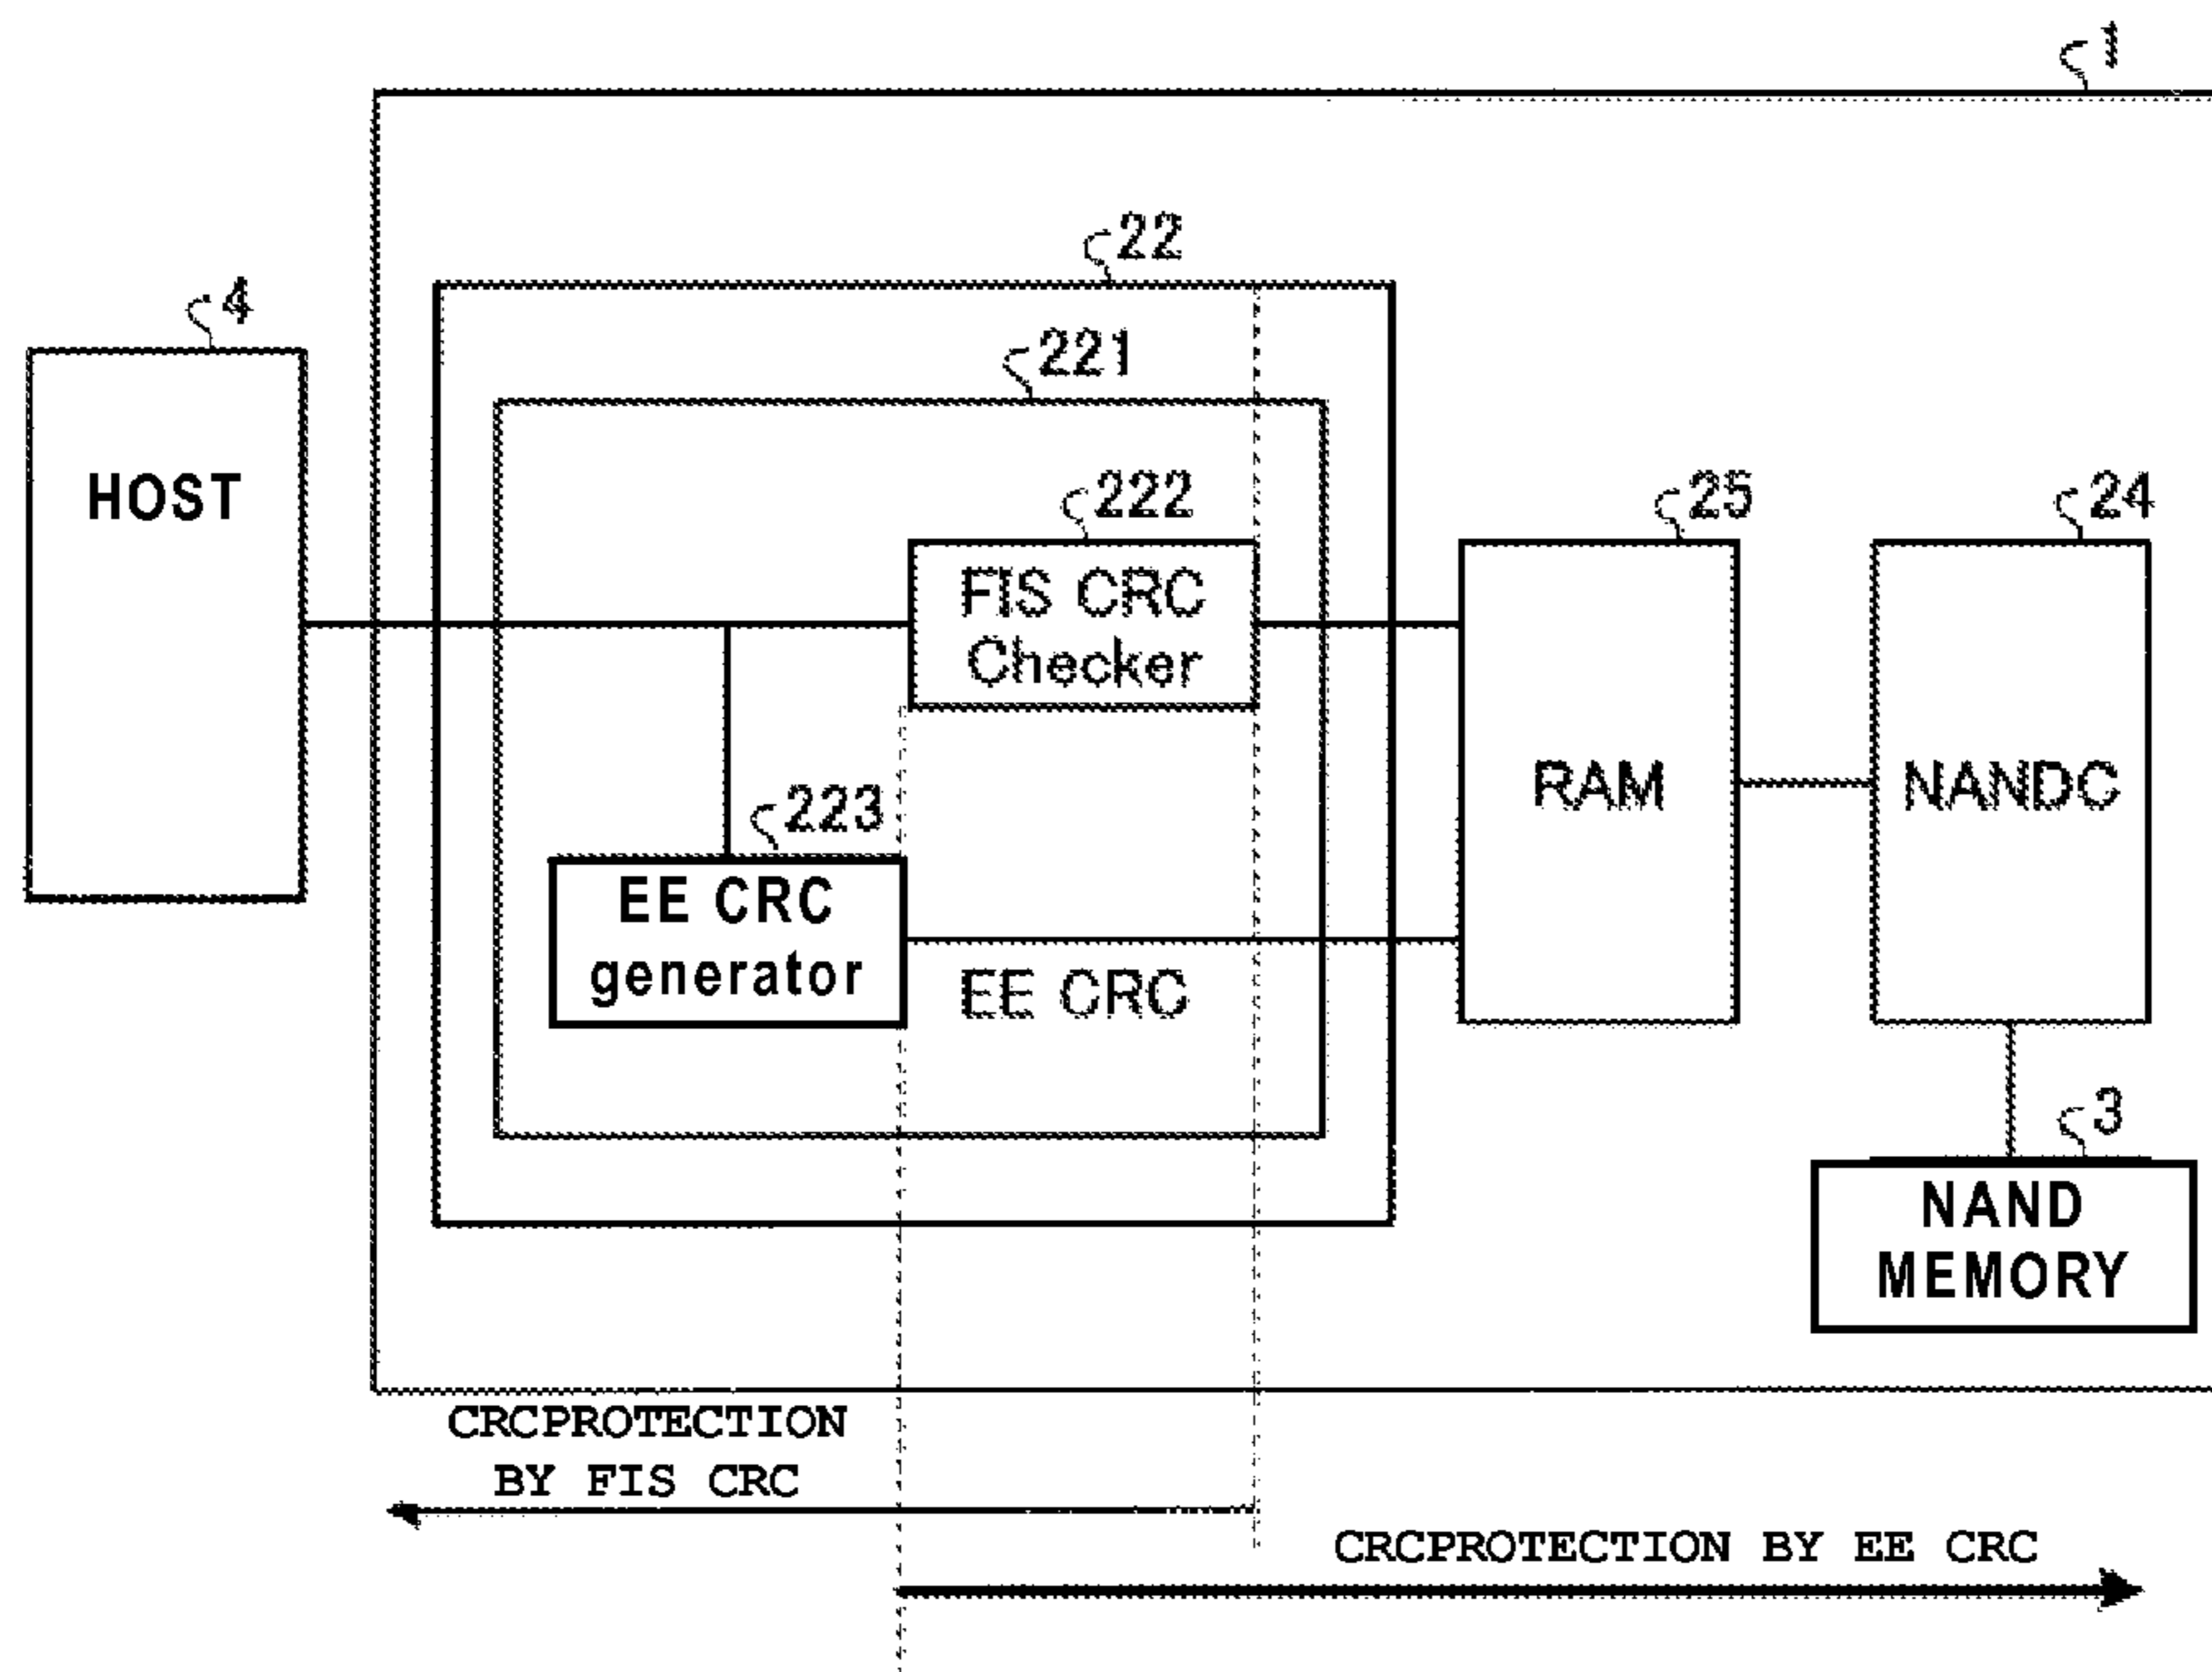 1
22
4
221
HOST
222
25
24
FIS CRC
Checker
RAM
NANDC
223
EE CRC
generator
EE CRC
3
NAND
MEMORY
CRCPROTECTION
BY FIS CRC
CRCPROTECTION BY EE CRC